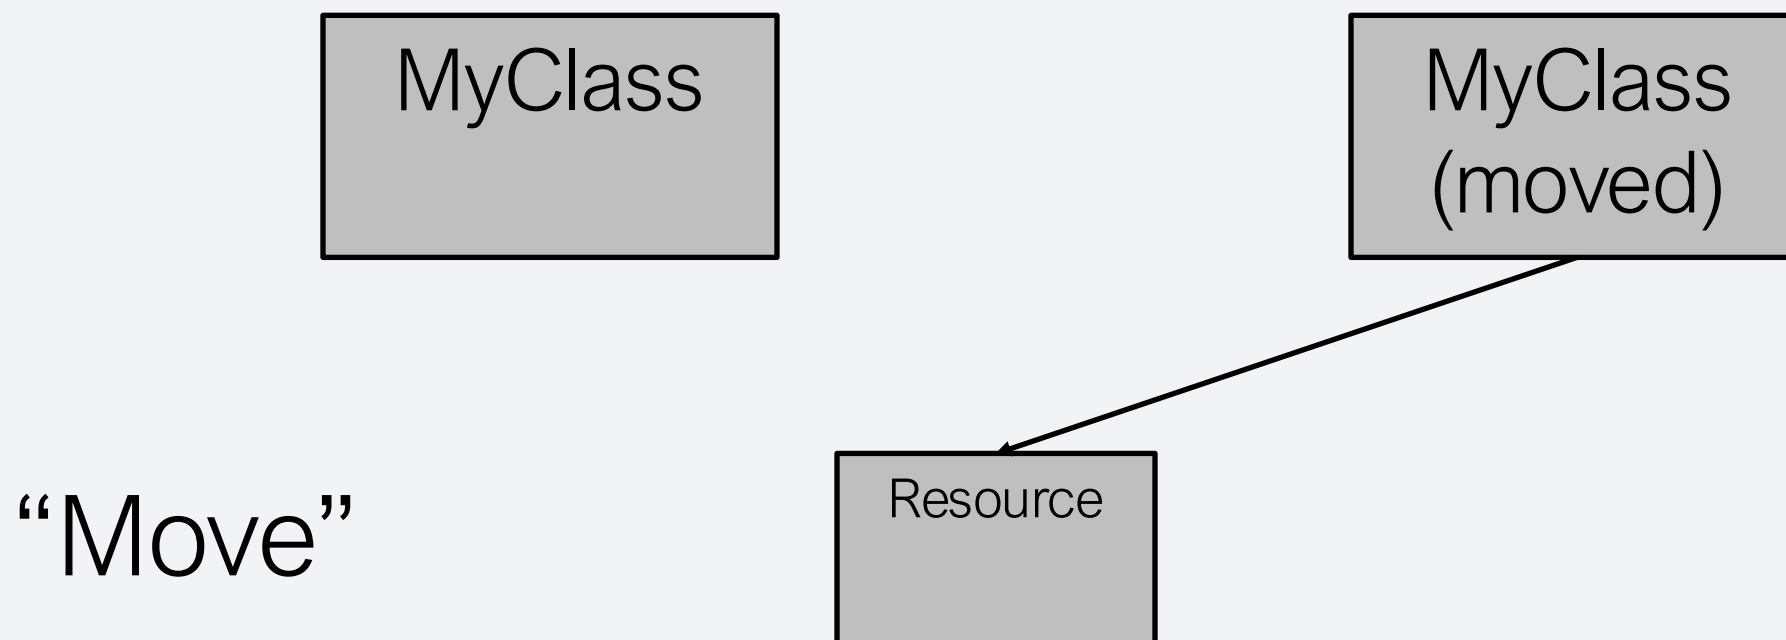 MyClass
MyClass
(moved)
Resource
“Move”